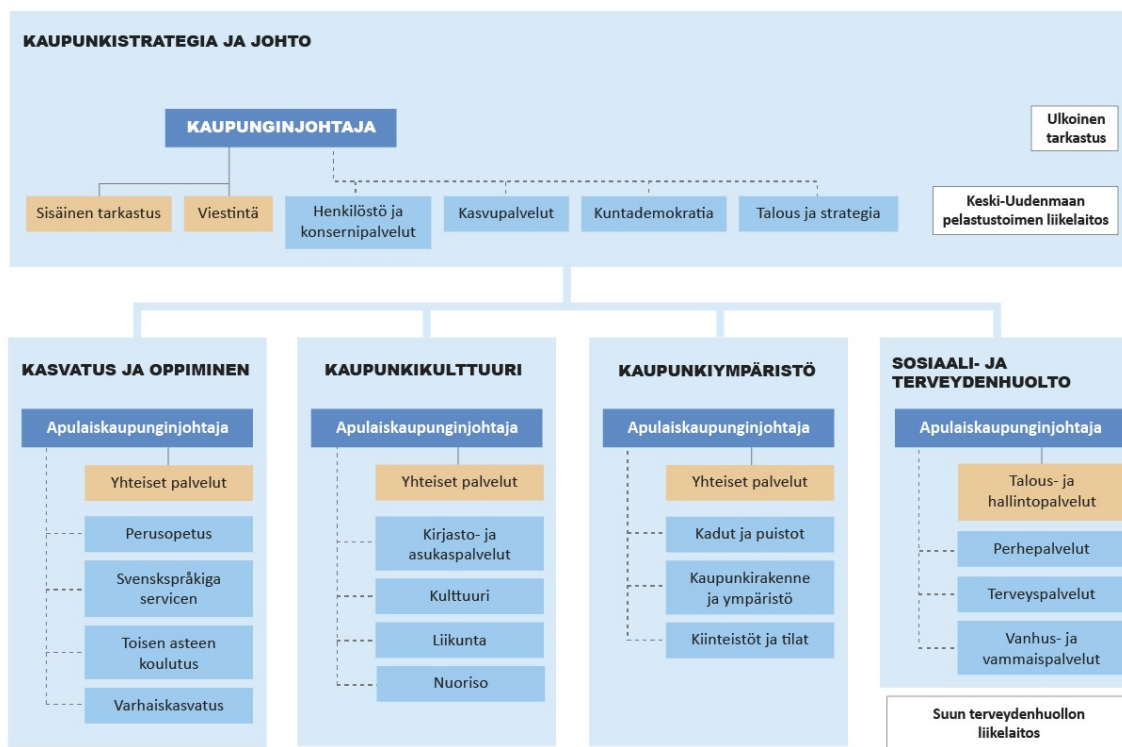 KAUPUNKISTRATEGIA JA JOHTO
KAUPUNGINJOHTAJA
Ulkoinen
tarkastus
Sisäinen tarkastus
Viestintä
Henkilöstö ja
konsernipalvelut
Kasvupalvelut
Kuntademokratia
Talous ja strategia
Keski-Uudenmaan
pelastustoimen liikelaitos
KASVATUS JA OPPIMINEN
Apulaiskaupunginjohtaja
Yhteiset palvelut
Perusopetus
Svenskspråkiga
servicen
Toisen asteen
koulutus
Varhaiskasvatus
KAUPUNKIKULTTUURI
Apulaiskaupunginjohtaja
Yhteiset palvelut
Kirjasto- ja
asukaspalvelut
Kulttuuri
Liikunta
Nuoriso
KAUPUNKIYMPÄRISTÖ
Apulaiskaupunginjohtaja
Yhteiset palvelut
Kadut ja puistot
Kaupunkirakenne
ja ympäristö
Kiinteistöt ja tilat
SOSIAALI- JA
TERVEYDENHUOLTO
Apulaiskaupunginjohtaja
Talous- ja
hallintopalvelut
Perhepalvelut
Terveyspalvelut
Vanhus- ja
vammaispalvelut
Suun terveydenhuollon
liikelaitos